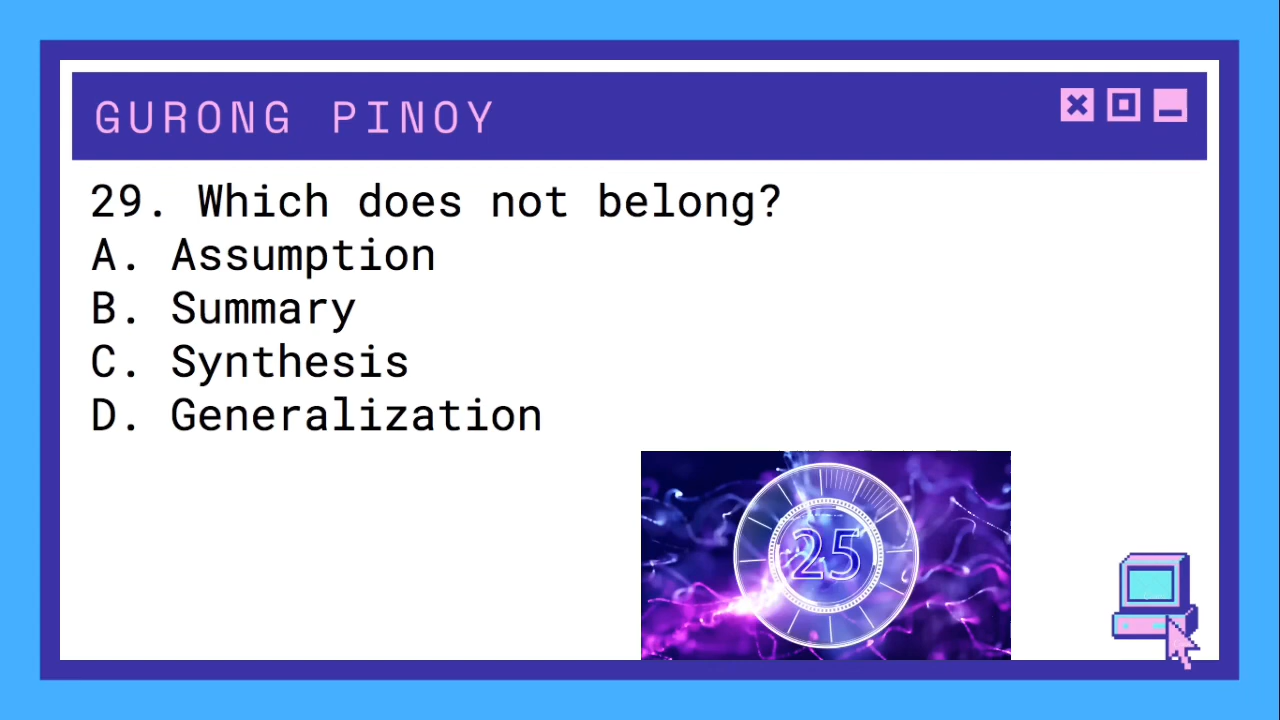 GURONG PINOY
29. Which does not belong?
A. Assumption
B. Summary
C. Synthesis
D. Generalization
25